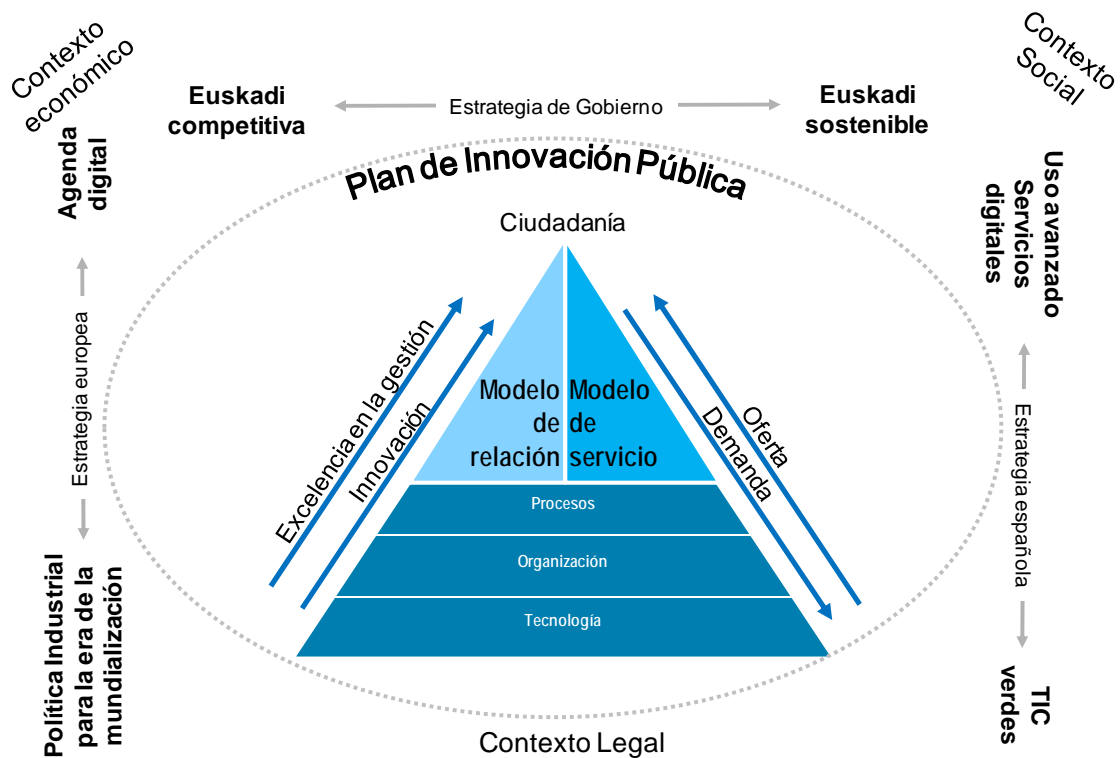 Contexto
económico
Contexto
Social
Euskadi
competitiva
Estrategia de Gobierno
Euskadi
sostenible
Agenda
digital
Estrategia europea
Política Industrial
para la era de la
mundialización
Plan de Innovación Pública
Ciudadanía
Excelencia en la gestión
Innovación
Modelo
de
relación
Modelo
de
servicio
Demanda
Oferta
Procesos
Organización
Tecnología
Uso avanzado
Servicios
digitales
Estrategia española
TIC
verdes
Contexto Legal